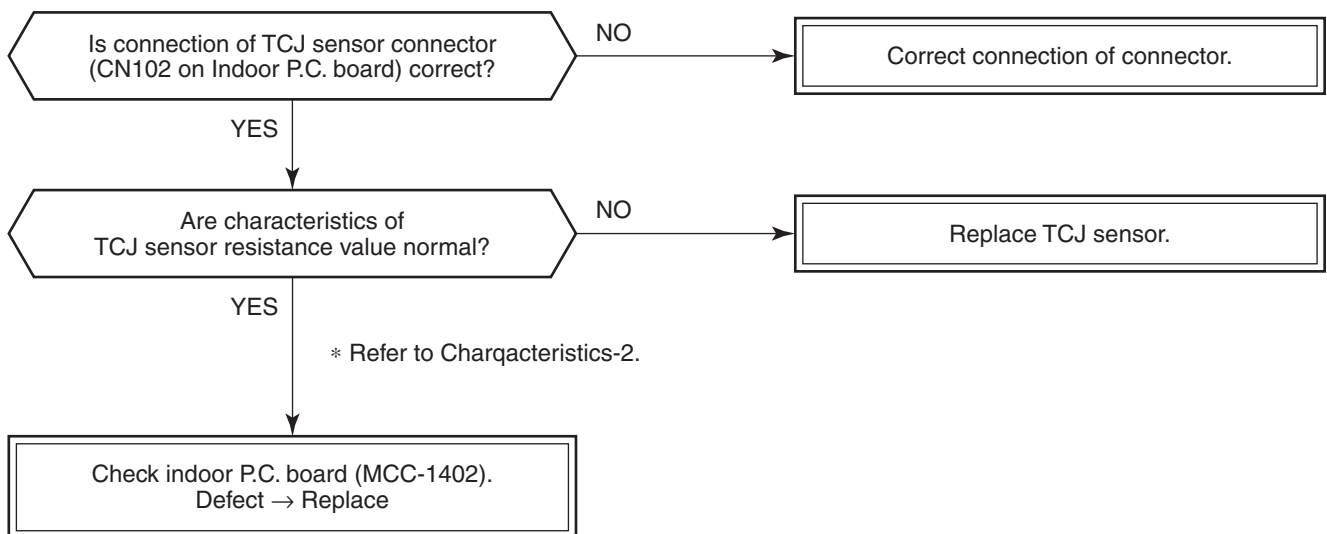 Is connection of TCJ sensor connector
(CN102 on Indoor P.C. board) correct?
NO
Correct connection of connector.
YES
Are characteristics of
TCJ sensor resistance value normal?
NO
Replace TCJ sensor.
YES
* Refer to Charqacteristics-2.
Check indoor P.C. board (MCC-1402).
Defect → Replace